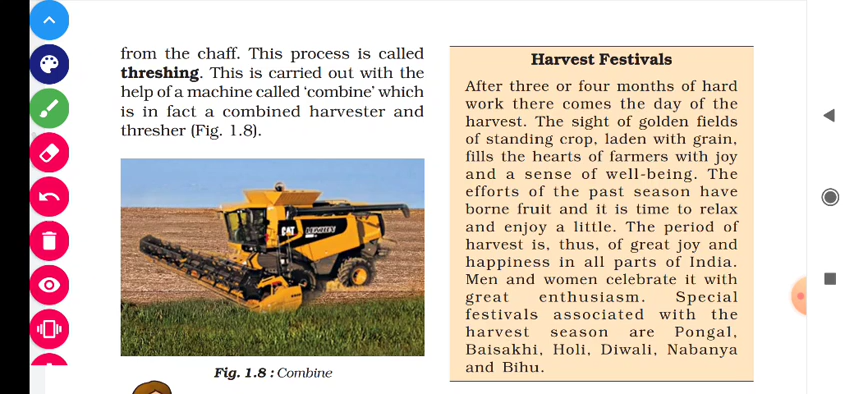 from the chaff. This process is called
threshing. This is carried out with the
help of a machine called ‘combine’ which
is in fact a combined harvester and
thresher (Fig. 1.8).
CAT LEXION
Fig. 1.8 : Combine
Harvest Festivals
After three or four months of hard
work there comes the day of the
harvest. The sight of golden fields
of standing crop, laden with grain,
fills the hearts of farmers with joy
and a sense of well-being. The
efforts of the past season have
borne fruit and it is time to relax
and enjoy a little. The period of
harvest is, thus, of great joy and
happiness in all parts of India.
Men and women celebrate it with
great enthusiasm. Special
festivals associated with the
harvest season are Pongal,
Baisakhi, Holi, Diwali, Nabanya
and Bihu.